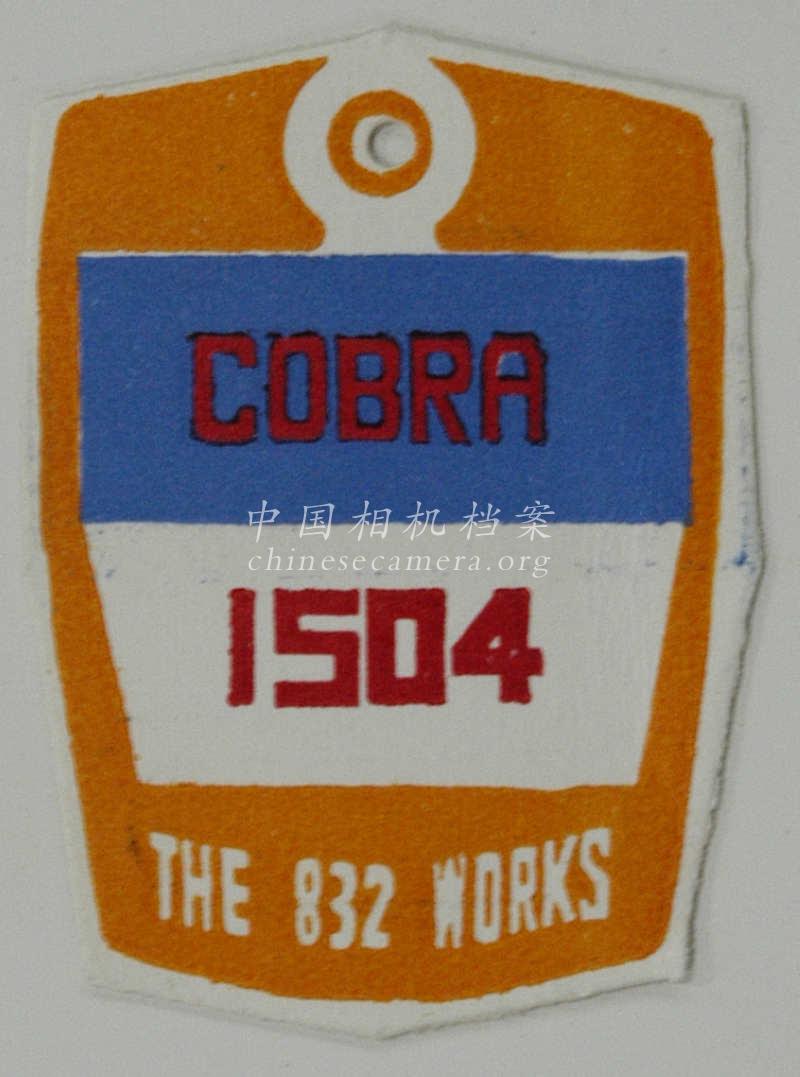 COBRA
中国相机档案
chinesecamera.org
1504
THE 832 WORKS